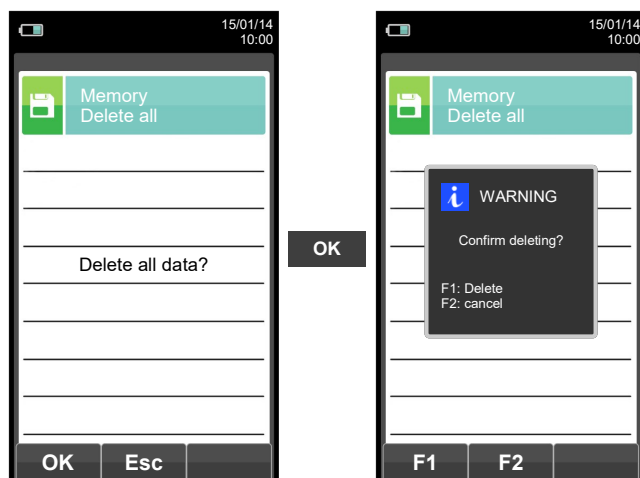 15/01/14
10:00
Memory
Delete all
Delete all data?
OK
Esc
OK
15/01/14
10:00
Memory
Delete all
i WARNING
Confirm deleting?
F1: Delete
F2: cancel
F1
F2